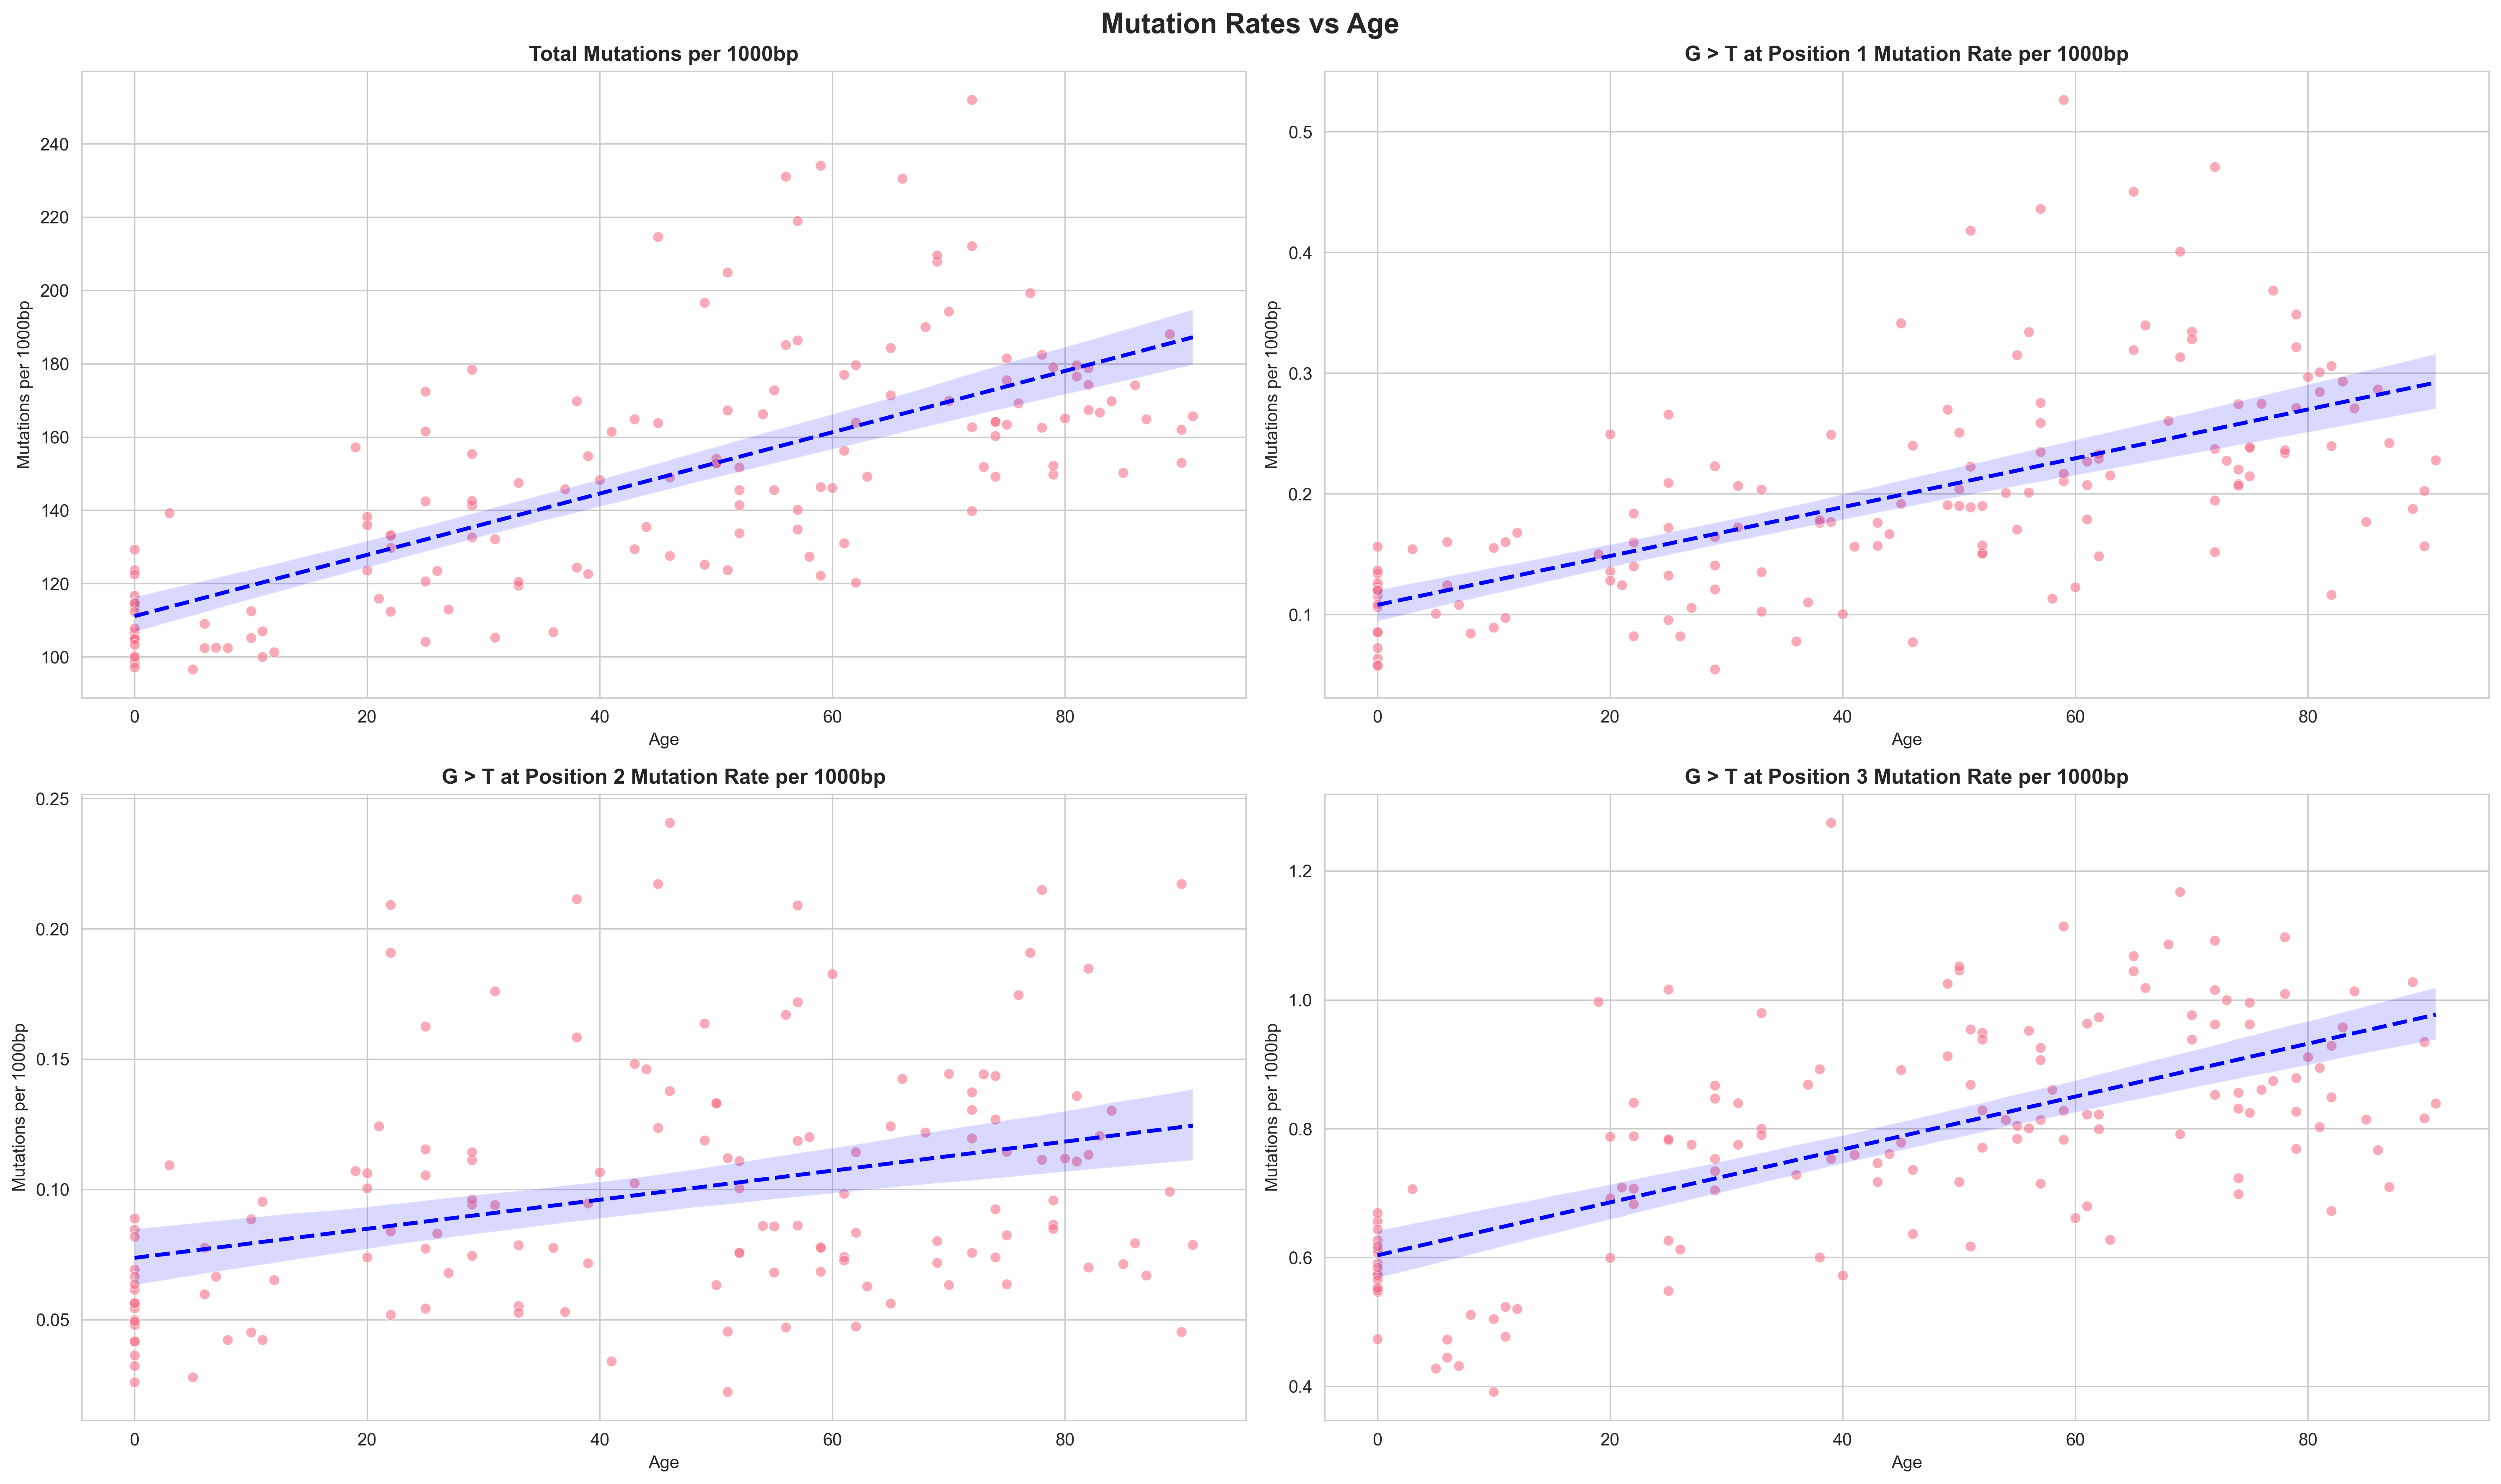 Mutation Rates vs Age
Total Mutations per 1000bp
Mutations per 1000bp
240
220
200
180
160
140
120
100
0 20 40 60 80
Age
G > T at Position 1 Mutation Rate per 1000bp
Mutations per 1000bp
0.5
0.4
0.3
0.2
0.1
0 20 40 60 80
Age
G > T at Position 2 Mutation Rate per 1000bp
Mutations per 1000bp
0.25
0.20
0.15
0.10
0.05
0 20 40 60 80
Age
G > T at Position 3 Mutation Rate per 1000bp
Mutations per 1000bp
1.2
1.0
0.8
0.6
0.4
0 20 40 60 80
Age